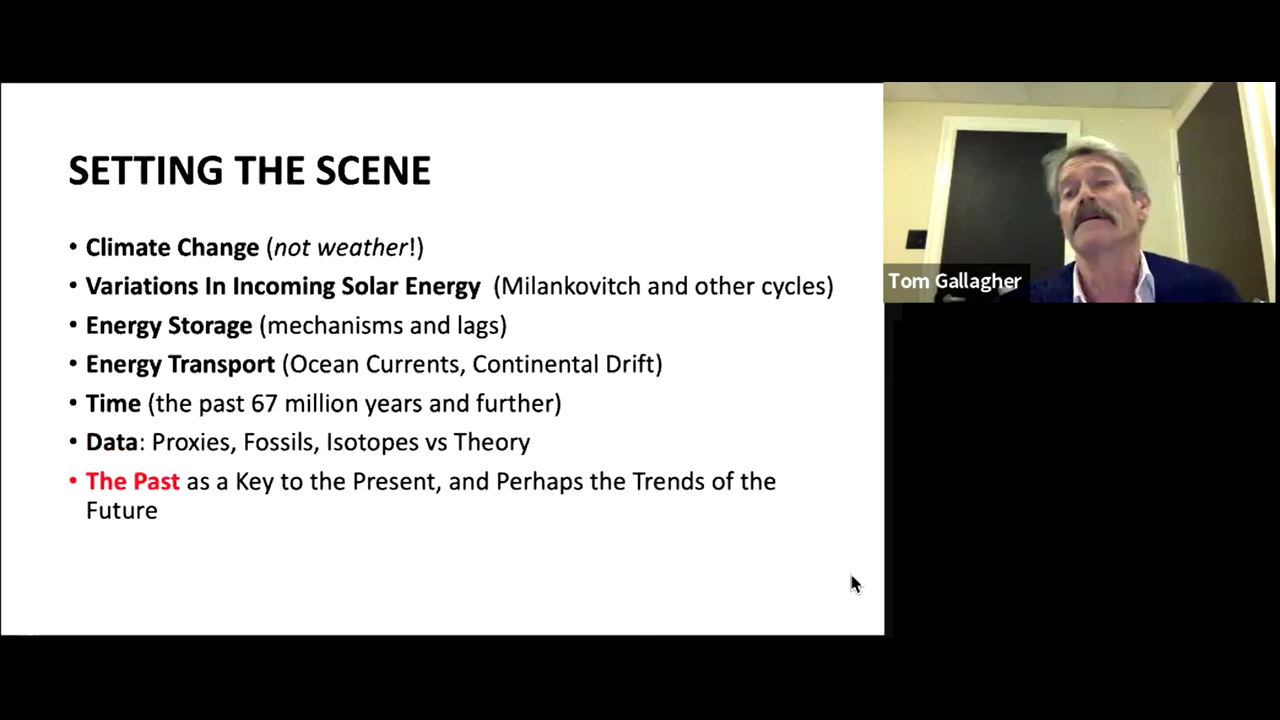 SETTING THE SCENE
• Climate Change (not weather!)
• Variations In Incoming Solar Energy (Milankovitch and other cycles)
• Energy Storage (mechanisms and lags)
• Energy Transport (Ocean Currents, Continental Drift)
• Time (the past 67 million years and further)
• Data: Proxies, Fossils, Isotopes vs Theory
• The Past as a Key to the Present, and Perhaps the Trends of the
Future
Tom Gallagher